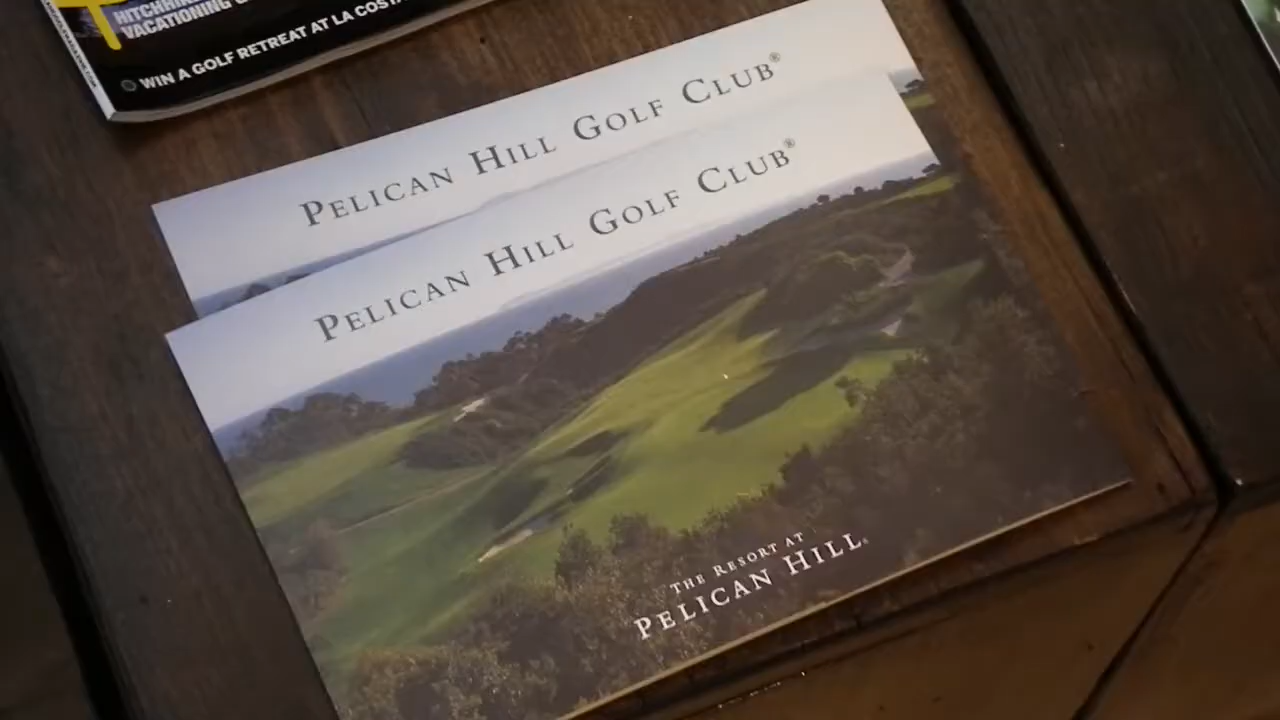 VACATIONING
WIN A GOLF RETREAT AT LA COSTA
PELICAN HILL GOLF CLUB®
PELICAN HILL GOLF CLUB®
THE RESORT AT
PELICAN HILL